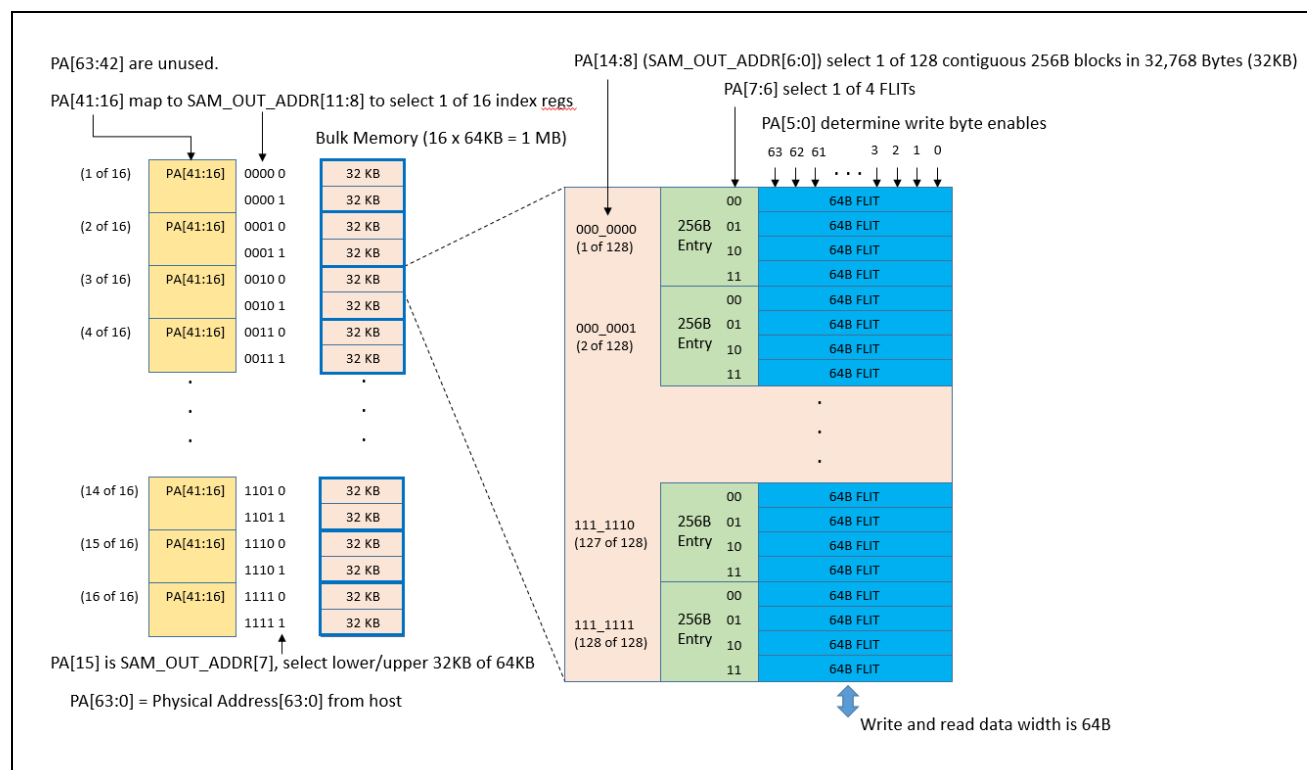 PA[63:42] are unused.
PA[41:16] map to SAM_OUT_ADDR[11:8] to select 1 of 16 index regs
Bulk Memory (16 x 64KB = 1 MB)
(1 of 16) PA[41:16] 0000 0 32 KB
0000 1 32 KB
(2 of 16) PA[41:16] 0001 0 32 KB
0001 1 32 KB
(3 of 16) PA[41:16] 0010 0 32 KB
0010 1 32 KB
(4 of 16) PA[41:16] 0011 0 32 KB
0011 1 32 KB
. . .
. . .
. . .
(14 of 16) PA[41:16] 1101 0 32 KB
1101 1 32 KB
(15 of 16) PA[41:16] 1110 0 32 KB
1110 1 32 KB
(16 of 16) PA[41:16] 1111 0 32 KB
1111 1 32 KB
PA[15] is SAM_OUT_ADDR[7], select lower/upper 32KB of 64KB
PA[63:0] = Physical Address[63:0] from host
PA[14:8] (SAM_OUT_ADDR[6:0]) select 1 of 128 contiguous 256B blocks in 32,768 Bytes (32KB)
PA[7:6] select 1 of 4 FLITs
PA[5:0] determine write byte enables
63 62 61 . . . 3 2 1 0
000_0000
(1 of 128)
256B
Entry
00 64B FLIT
01 64B FLIT
10 64B FLIT
11 64B FLIT
000_0001
(2 of 128)
256B
Entry
00 64B FLIT
01 64B FLIT
10 64B FLIT
11 64B FLIT
.
.
.
111_1110
(127 of 128)
256B
Entry
00 64B FLIT
01 64B FLIT
10 64B FLIT
11 64B FLIT
111_1111
(128 of 128)
256B
Entry
00 64B FLIT
01 64B FLIT
10 64B FLIT
11 64B FLIT
Write and read data width is 64B